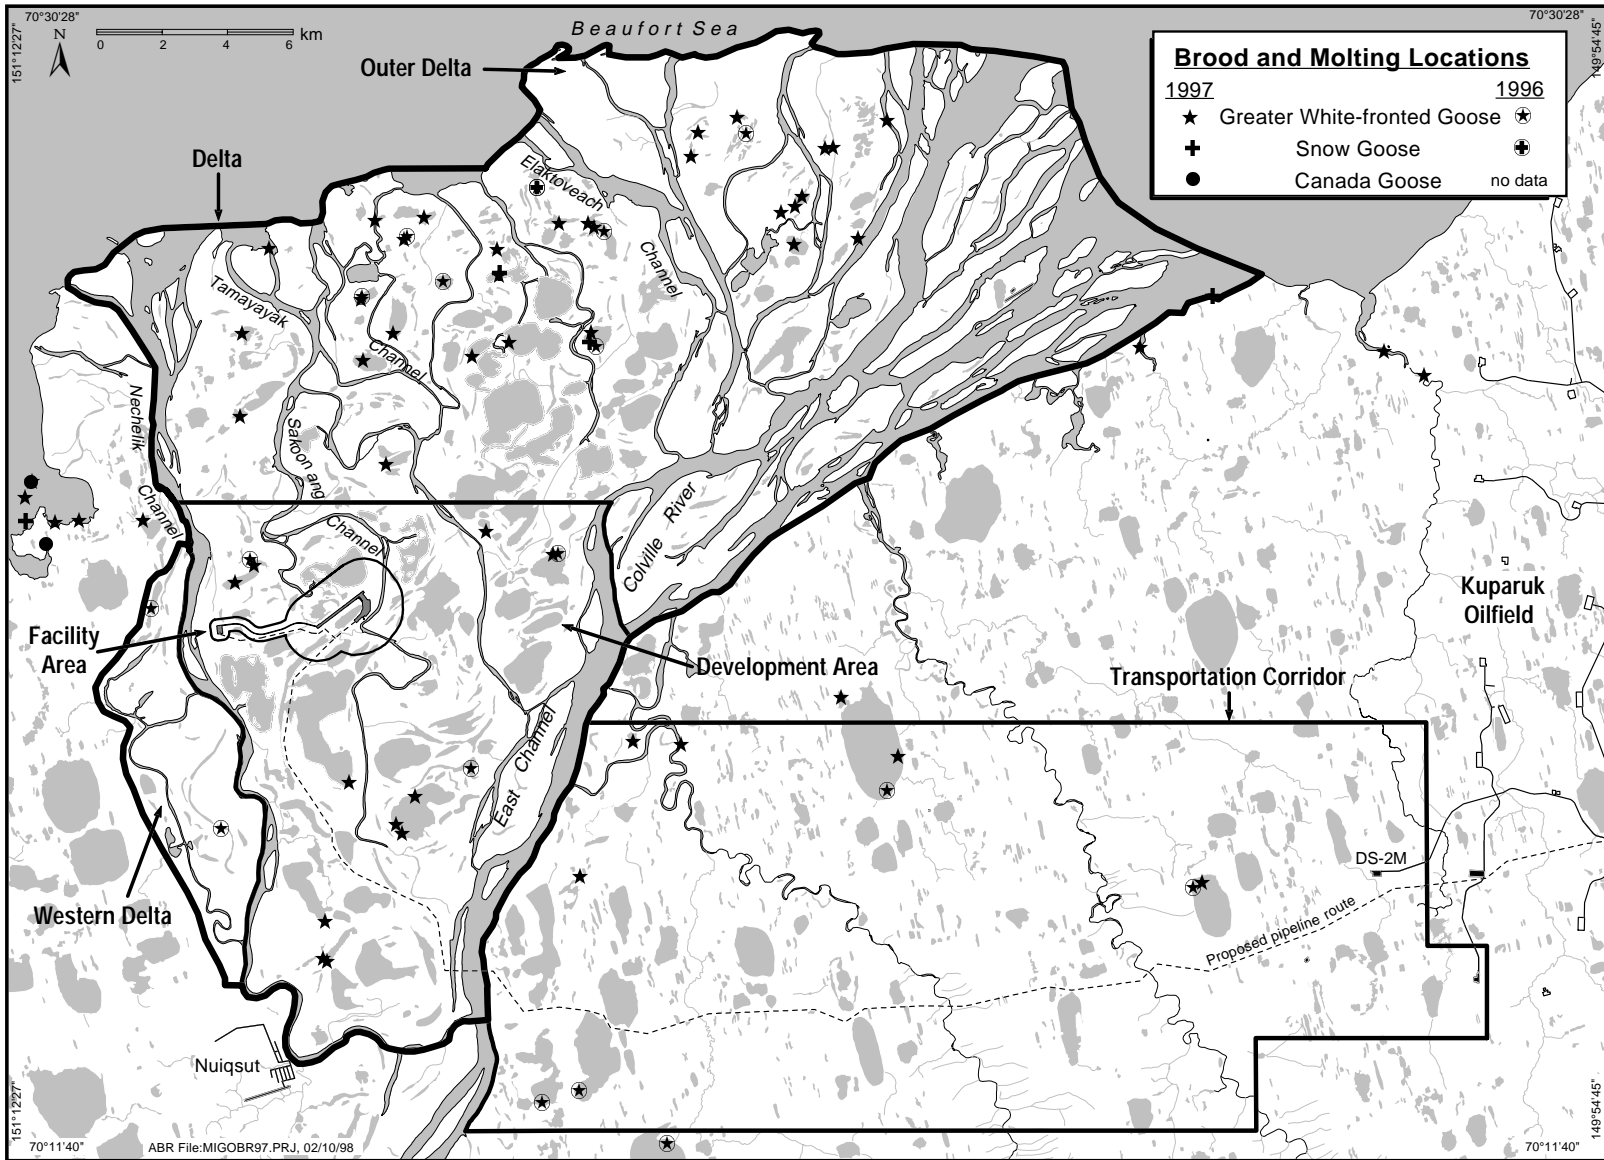 70°30'28"
70°30'28"
151°12'27"
149°54'45"
N
0 2 4 6 km
Beaufort Sea
Outer Delta
Brood and Molting Locations
1997 1996
Greater White-fronted Goose
Snow Goose
Canada Goose no data
Delta
Elaktoveach
Channel
Tamayayak
Channel
Nechelik
Channel
Sakoonang
Channel
Colville River
Kuparuk
Oilfield
Facility
Area
Development Area
Transportation Corridor
East Channel
Western Delta
DS-2M
Proposed pipeline route
Nuiqsut
151°12'27"
149°54'45"
70°11'40"
ABR File:MIGOBR97.PRJ, 02/10/98
70°11'40"